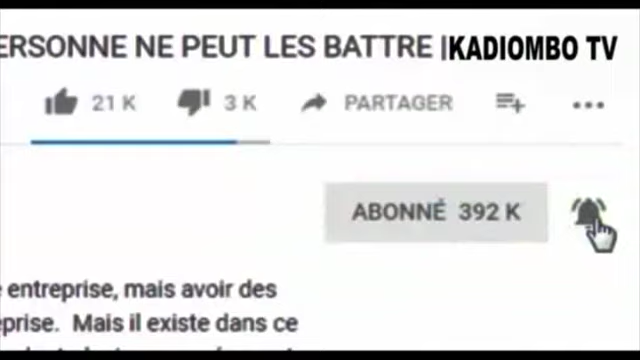 ERSONNE NE PEUT LES BATTRE | KADIOMBO TV
21 K 3 K PARTAGER
ABONNÉ 392 K
entreprise, mais avoir des
eprise. Mais il existe dans ce